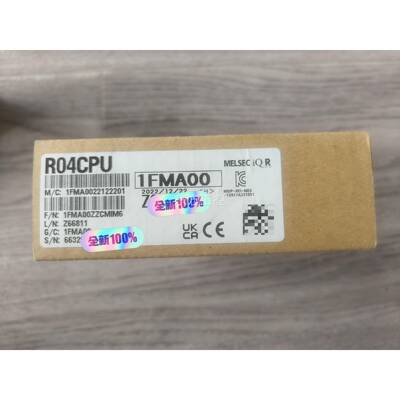 R04CPU
1FMA00
MELSEC iQ R
M/C: 1FMA0022122201
2022/12/22
F/N: 1FMA00ZZCMIM6
L/N: Z66811
G/C: 1FMA0
S/N: 6632
全新100%
全新100%
UK
CA